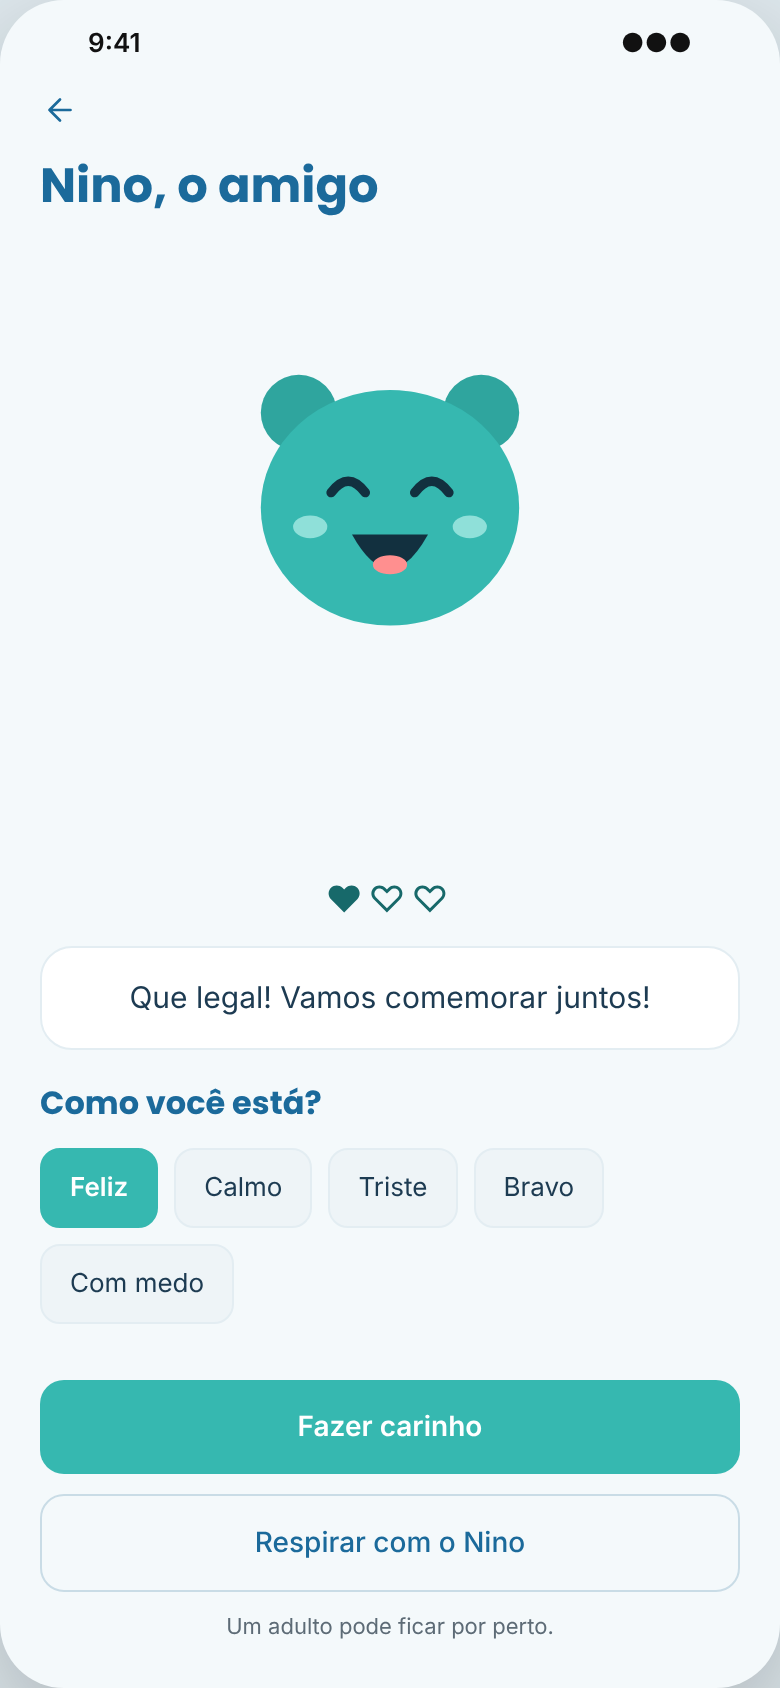 9:41
Nino, o amigo
Que legal! Vamos comemorar juntos!
Como você está?
Feliz
Calmo
Triste
Bravo
Com medo
Fazer carinho
Respirar com o Nino
Um adulto pode ficar por perto.